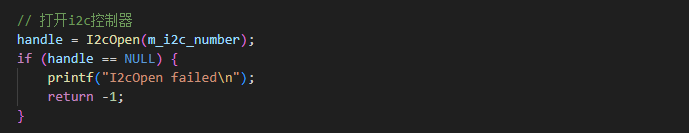 // 打开i2c控制器
handle = I2cOpen(m_i2c_number);
if (handle == NULL) {
    printf("I2cOpen failed\n");
    return -1;
}